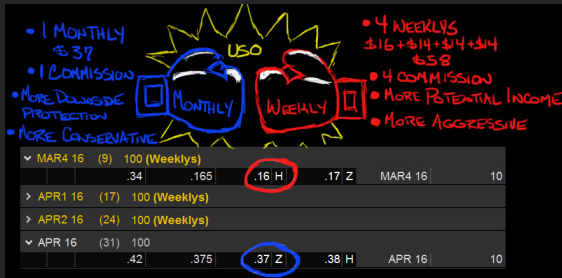 • 1 MONTHLY
$37
• 1 COMMISSION
• MORE DOWNSIDE
PROTECTION
• MORE CONSERVATIVE
USO
MONTHLY
WEEKLY
• 4 WEEKLYS
$16+$14+$14+$14
$58
• 4 COMMISSION
• MORE POTENTIAL INCOME
• MORE AGGRESSIVE
MAR4 16 (9) 100 (Weeklys)
.34 .165 .16 H .17 Z MAR4 16 10
APR1 16 (17) 100 (Weeklys)
APR2 16 (24) 100 (Weeklys)
APR 16 (31) 100
.42 .375 .37 Z .38 H APR 16 10